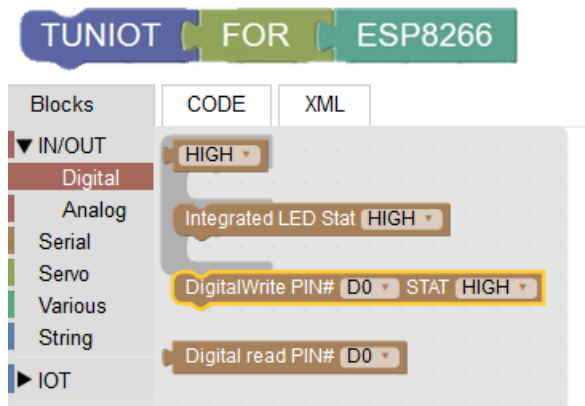 TUNIOT FOR ESP8266
Blocks CODE XML
▼ IN/OUT
Digital
Analog
Serial
Servo
Various
String
▶ IOT
HIGH
Integrated LED Stat HIGH
DigitalWrite PIN# D0 STAT HIGH
Digital read PIN# D0